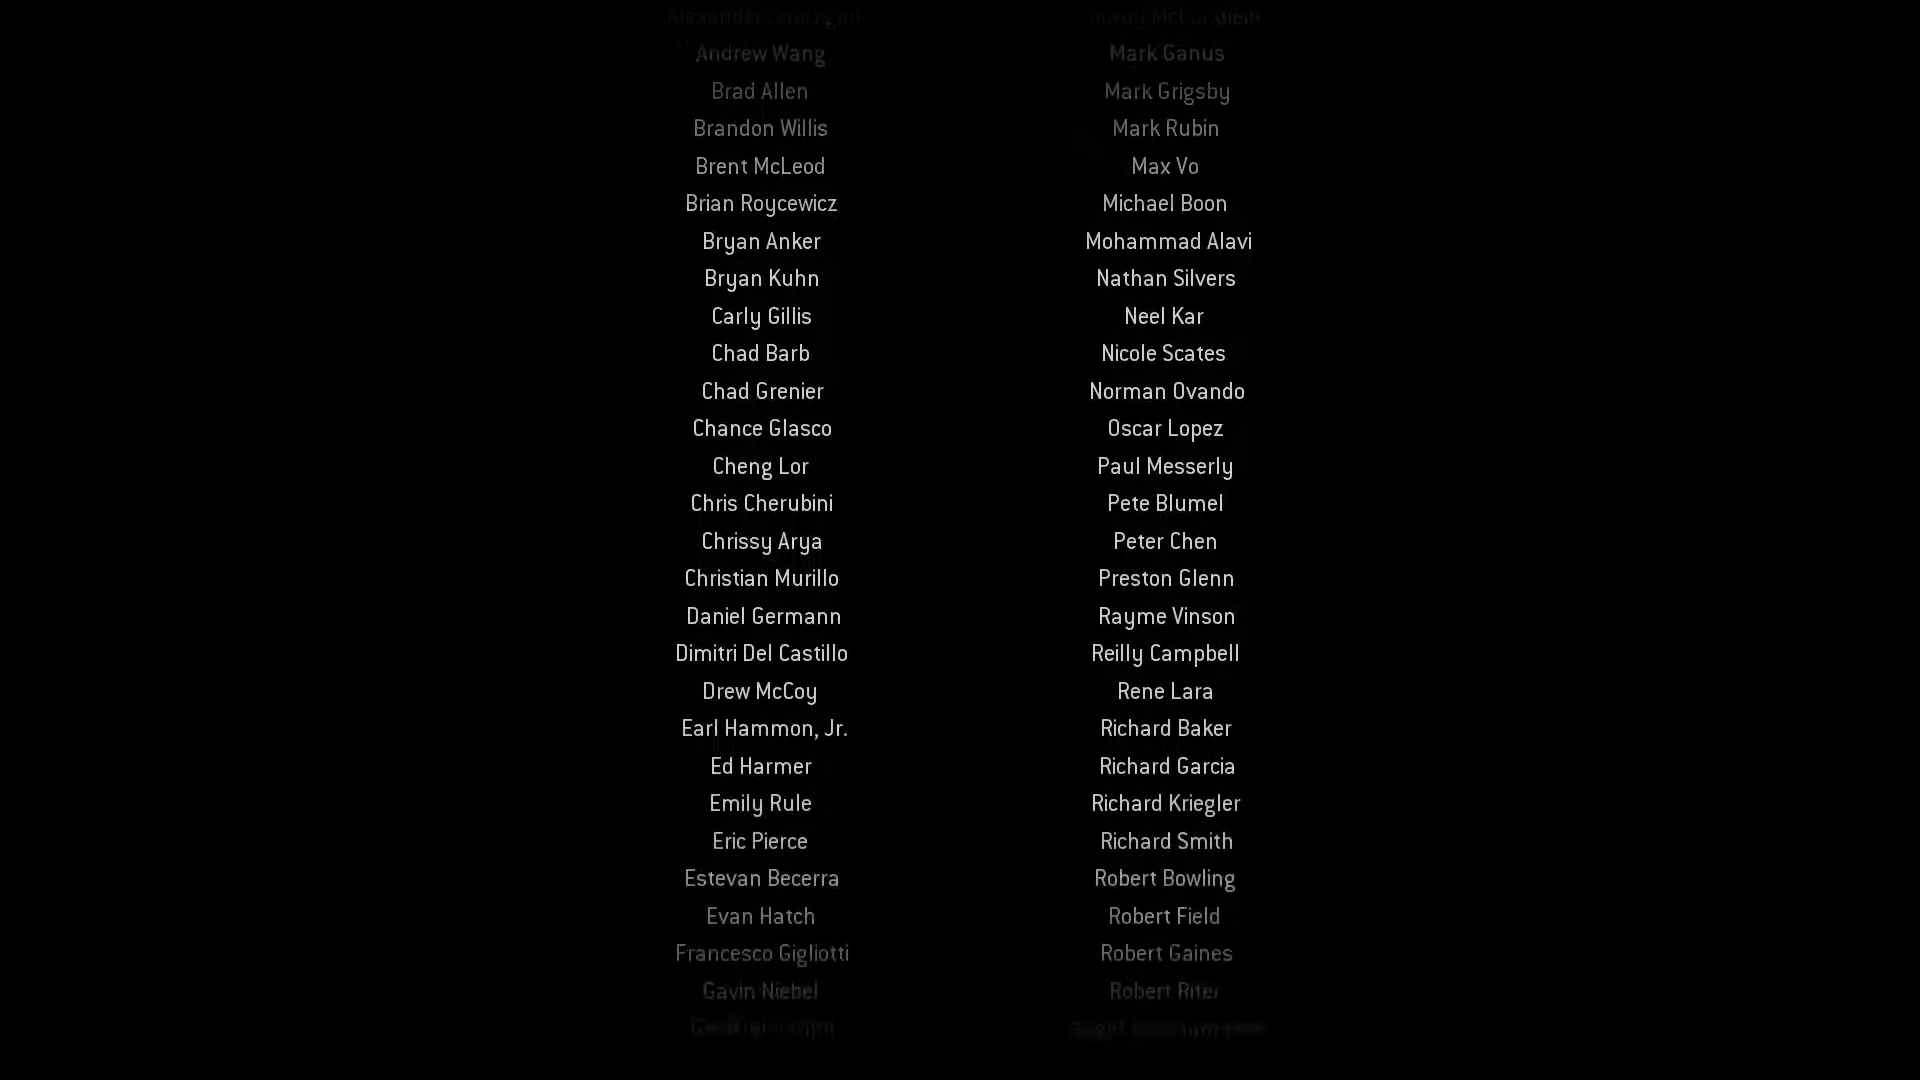 Andrew Wang
Brad Allen
Brandon Willis
Brent McLeod
Brian Roycewicz
Bryan Anker
Bryan Kuhn
Carly Gillis
Chad Barb
Chad Grenier
Chance Glasco
Cheng Lor
Chris Cherubini
Chrissy Arya
Christian Murillo
Daniel Germann
Dimitri Del Castillo
Drew McCoy
Earl Hammon, Jr.
Ed Harmer
Emily Rule
Eric Pierce
Estevan Becerra
Evan Hatch
Francesco Gigliotti
Gavin Niebel
Mark Ganus
Mark Grigsby
Mark Rubin
Max Vo
Michael Boon
Mohammad Alavi
Nathan Silvers
Neel Kar
Nicole Scates
Norman Ovando
Oscar Lopez
Paul Messerly
Pete Blumel
Peter Chen
Preston Glenn
Rayme Vinson
Reilly Campbell
Rene Lara
Richard Baker
Richard Garcia
Richard Kriegler
Richard Smith
Robert Bowling
Robert Field
Robert Gaines
Robert Riter